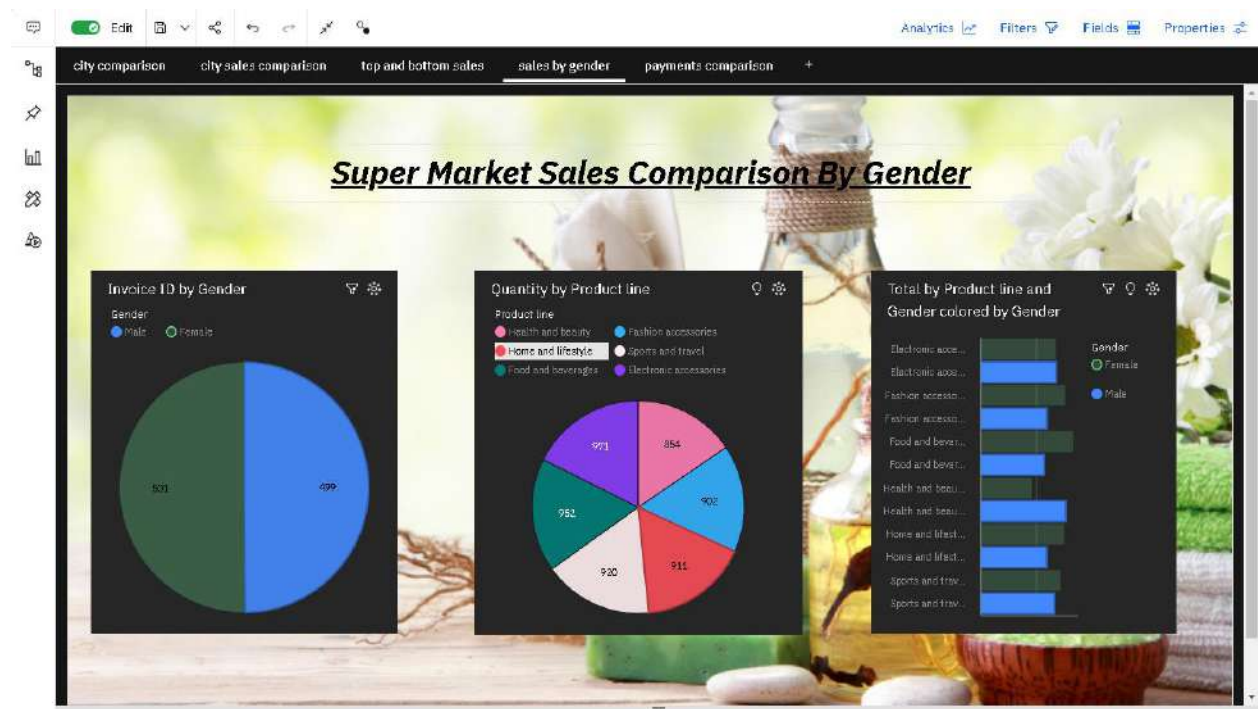 Edit
Analytics
Filters
Fields
Properties
city comparison
city sales comparison
top and bottom sales
sales by gender
payments comparison
+
Super Market Sales Comparison By Gender
Invoice ID by Gender
Gender
Male
Female
501
499
Quantity by Product line
Product line
Health and beauty
Fashion accessories
Home and lifestyle
Sports and travel
Food and beverages
Electronic accessories
971
854
902
911
920
952
Total by Product line and
Gender colored by Gender
Electronic acce...
Electronic acce...
Fashion accesso...
Fashion accesso...
Food and bever...
Food and bever...
Health and beau...
Health and beau...
Home and lifest...
Home and lifest...
Sports and trav...
Sports and trav...
Gender
Female
Male